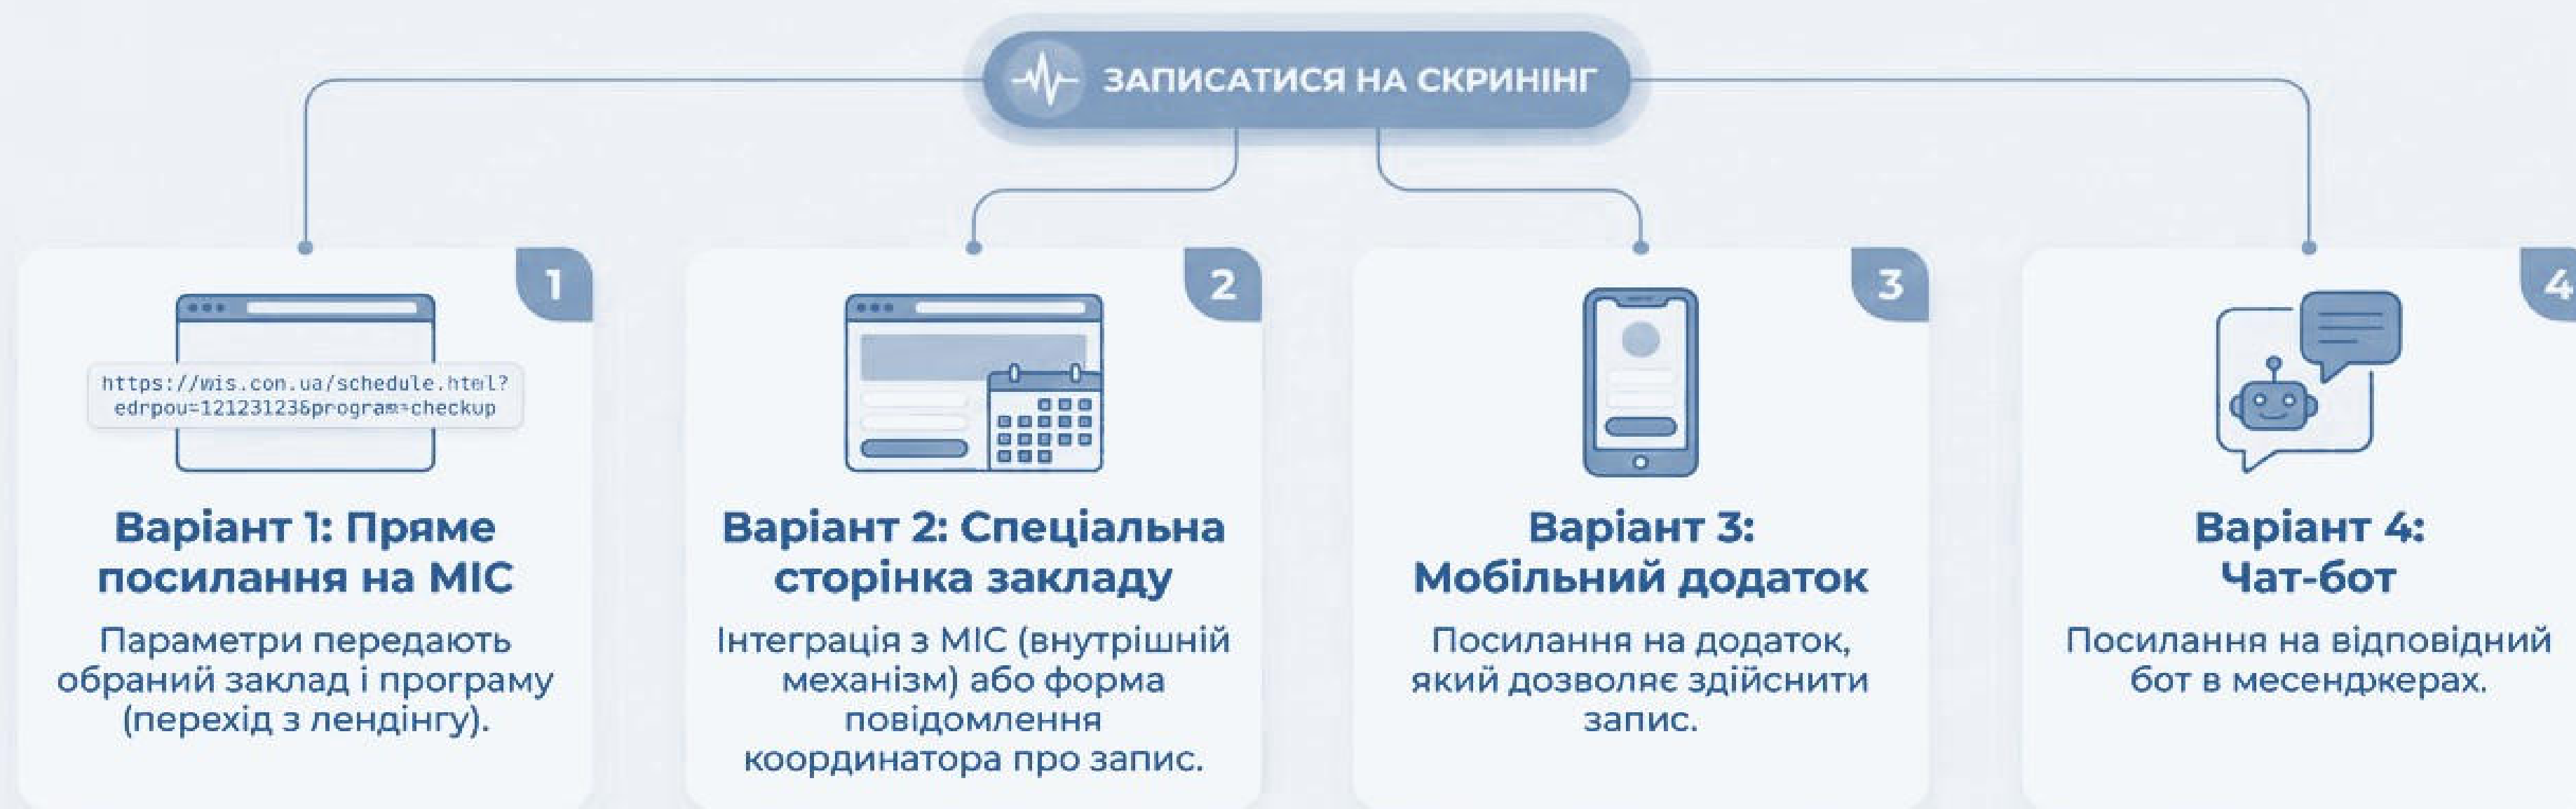 ЗАПИСАТИСЯ НА СКРИНІНГ
1
https://mis.con.ua/schedule.html?
edrpou=12123123&program=checkup
Варіант 1: Пряме
посилання на МІС
Параметри передають
обраний заклад і програму
(перехід з лендінгу).
2
Варіант 2: Спеціальна
сторінка закладу
Інтеграція з МІС (внутрішній
механізм) або форма
повідомлення
координатора про запис.
3
Варіант 3:
Мобільний додаток
Посилання на додаток,
який дозволяє здійснити
запис.
4
Варіант 4:
Чат-бот
Посилання на відповідний
бот в месенджерах.